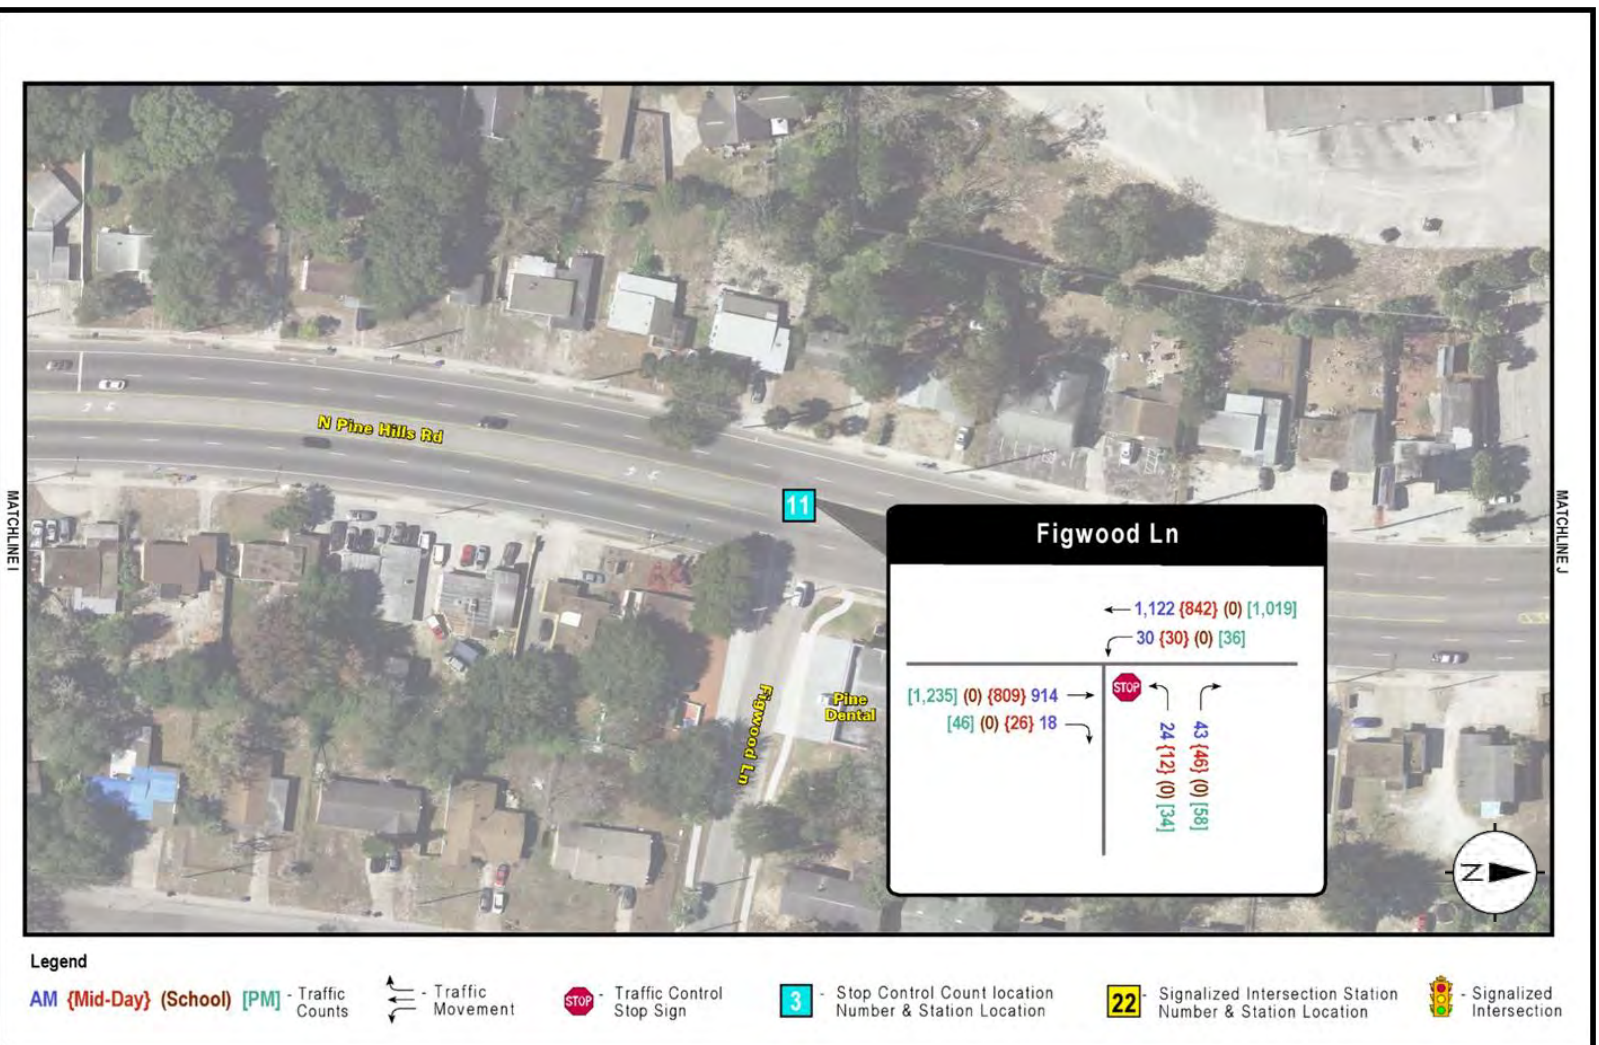 N Pine Hills Rd
MATCHLINE I
MATCHLINE J
11
Figwood Ln
1,122 {842} (0) [1,019]
30 {30} (0) [36]
[1,235] (0) {809} 914
[46] (0) {26} 18
STOP
24 {12} (0) [34]
43 {46} (0) [58]
Figwood Ln
Pine
Dental
Z
Legend
AM {Mid-Day} (School) [PM] - Traffic
Counts
- Traffic
Movement
STOP - Traffic Control
Stop Sign
3 - Stop Control Count location
Number & Station Location
22 - Signalized Intersection Station
Number & Station Location
- Signalized
Intersection